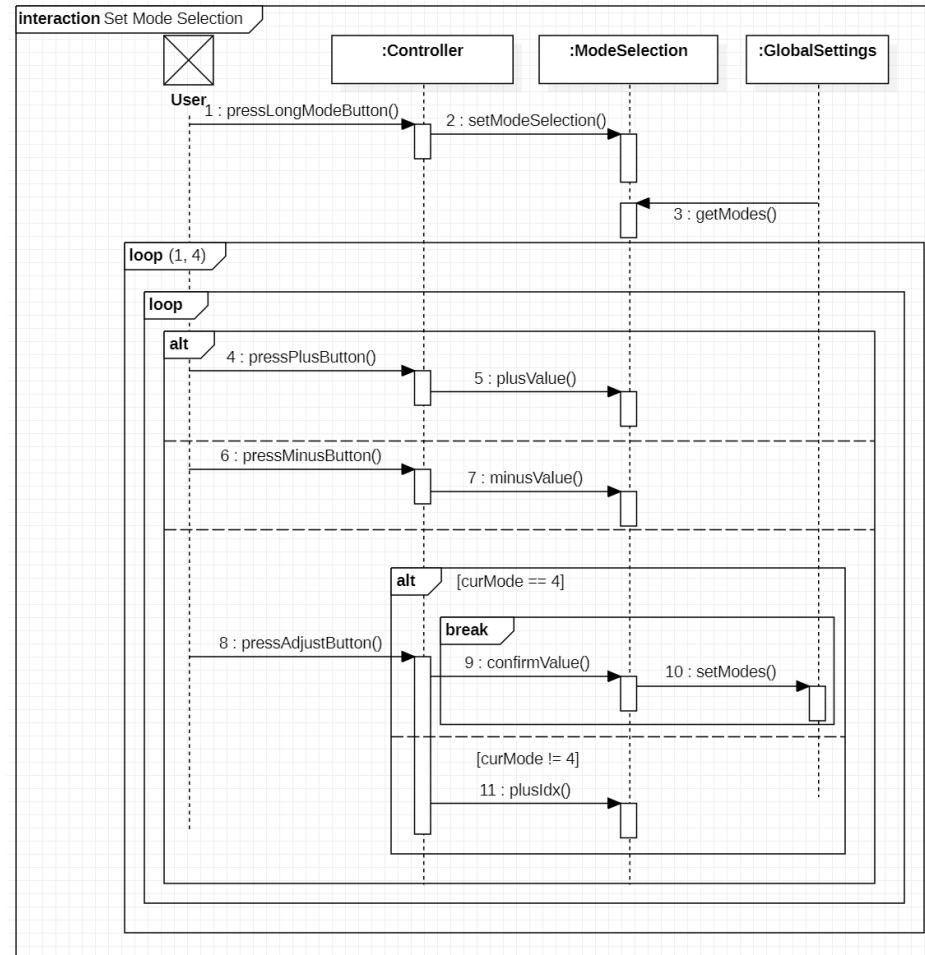 interaction Set Mode Selection
:Controller
:ModeSelection
:GlobalSettings
User
1 : pressLongModeButton()
2 : setModeSelection()
3 : getModes()
loop (1, 4)
loop
alt
4 : pressPlusButton()
5 : plusValue()
6 : pressMinusButton()
7 : minusValue()
alt [curMode == 4]
break
8 : pressAdjustButton()
9 : confirmValue()
10 : setModes()
[curMode != 4]
11 : plusIdx()